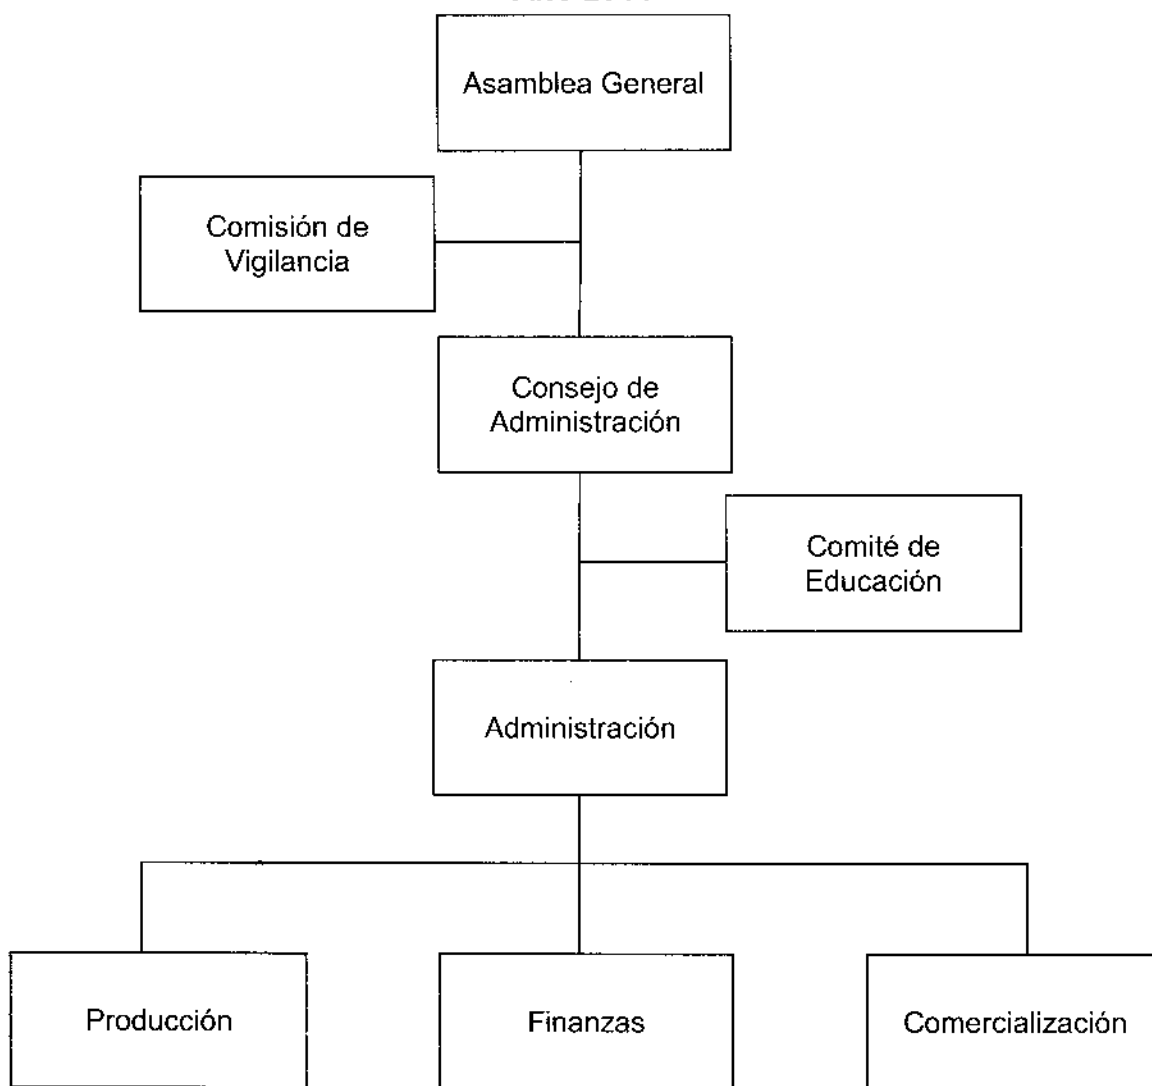 Asamblea General
Comisión de
Vigilancia
Consejo de
Administración
Comité de
Educación
Administración
Producción
Finanzas
Comercialización